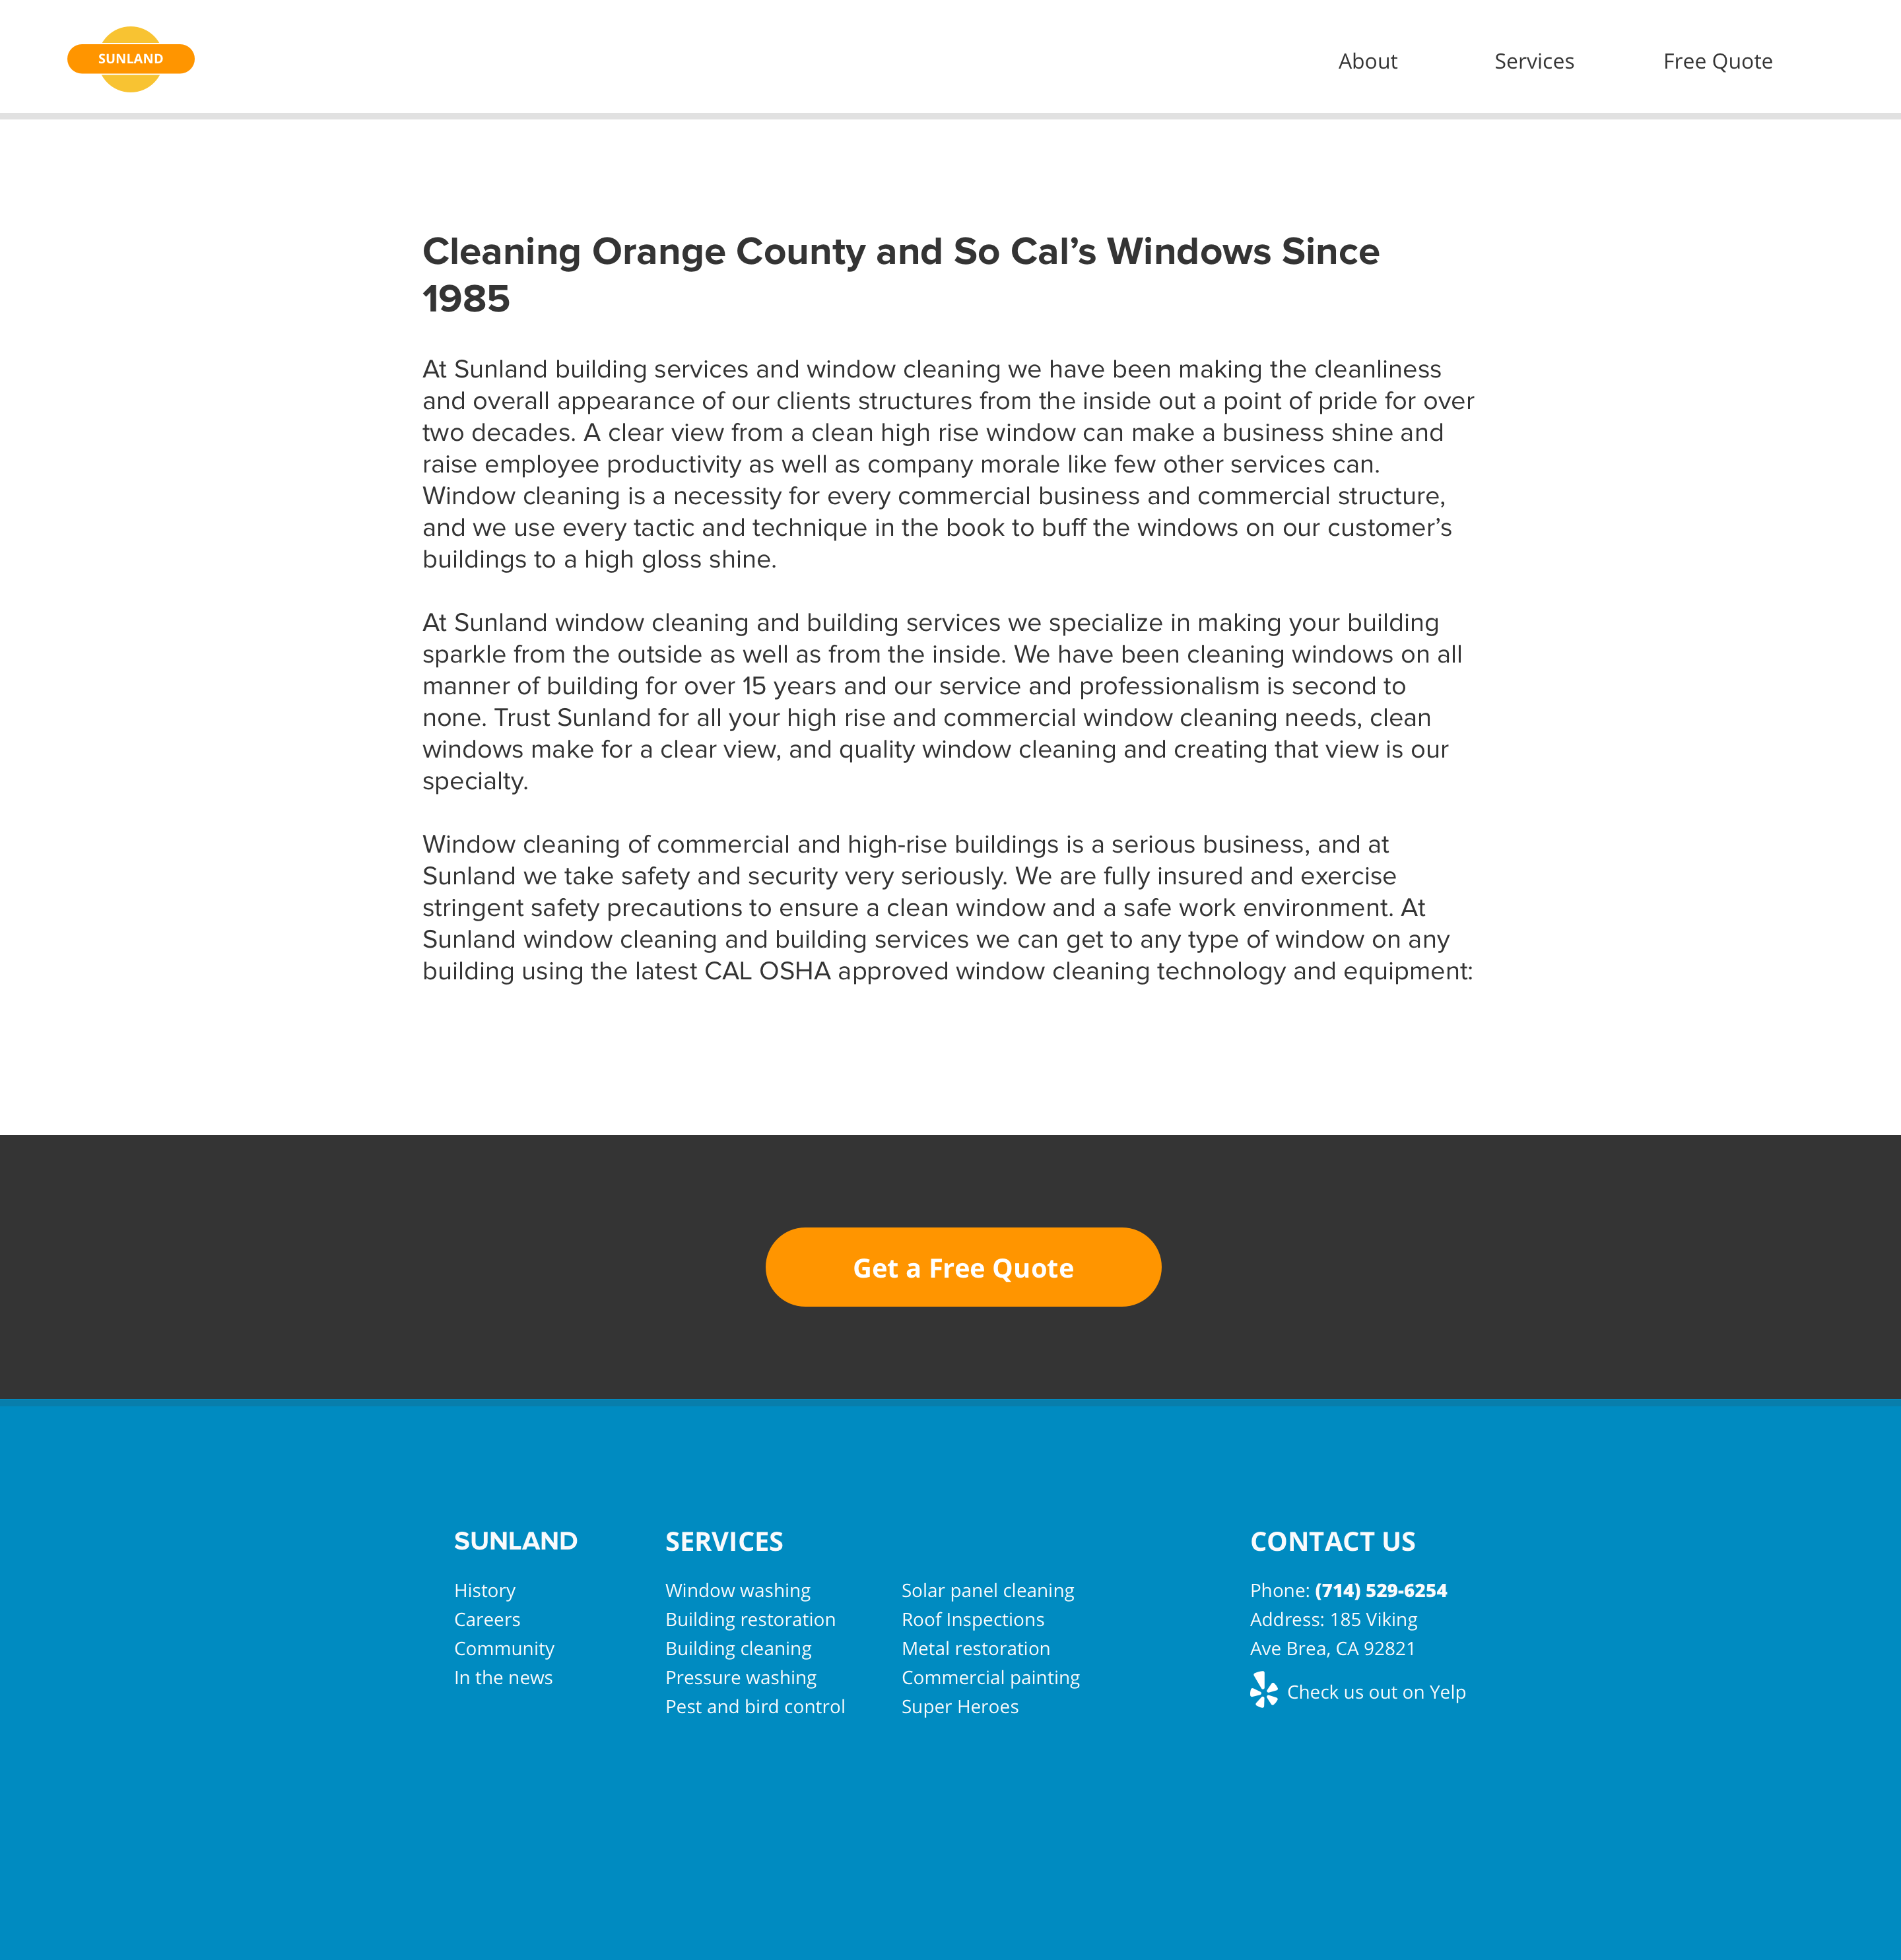 SUNLAND
About
Services
Free Quote
Cleaning Orange County and So Cal’s Windows Since
1985
At Sunland building services and window cleaning we have been making the cleanliness
and overall appearance of our clients structures from the inside out a point of pride for over
two decades. A clear view from a clean high rise window can make a business shine and
raise employee productivity as well as company morale like few other services can.
Window cleaning is a necessity for every commercial business and commercial structure,
and we use every tactic and technique in the book to buff the windows on our customer’s
buildings to a high gloss shine.
At Sunland window cleaning and building services we specialize in making your building
sparkle from the outside as well as from the inside. We have been cleaning windows on all
manner of building for over 15 years and our service and professionalism is second to
none. Trust Sunland for all your high rise and commercial window cleaning needs, clean
windows make for a clear view, and quality window cleaning and creating that view is our
specialty.
Window cleaning of commercial and high-rise buildings is a serious business, and at
Sunland we take safety and security very seriously. We are fully insured and exercise
stringent safety precautions to ensure a clean window and a safe work environment. At
Sunland window cleaning and building services we can get to any type of window on any
building using the latest CAL OSHA approved window cleaning technology and equipment:
Get a Free Quote
SUNLAND
History
Careers
Community
In the news
SERVICES
Window washing
Building restoration
Building cleaning
Pressure washing
Pest and bird control
Solar panel cleaning
Roof Inspections
Metal restoration
Commercial painting
Super Heroes
CONTACT US
Phone: (714) 529-6254
Address: 185 Viking
Ave Brea, CA 92821
Check us out on Yelp